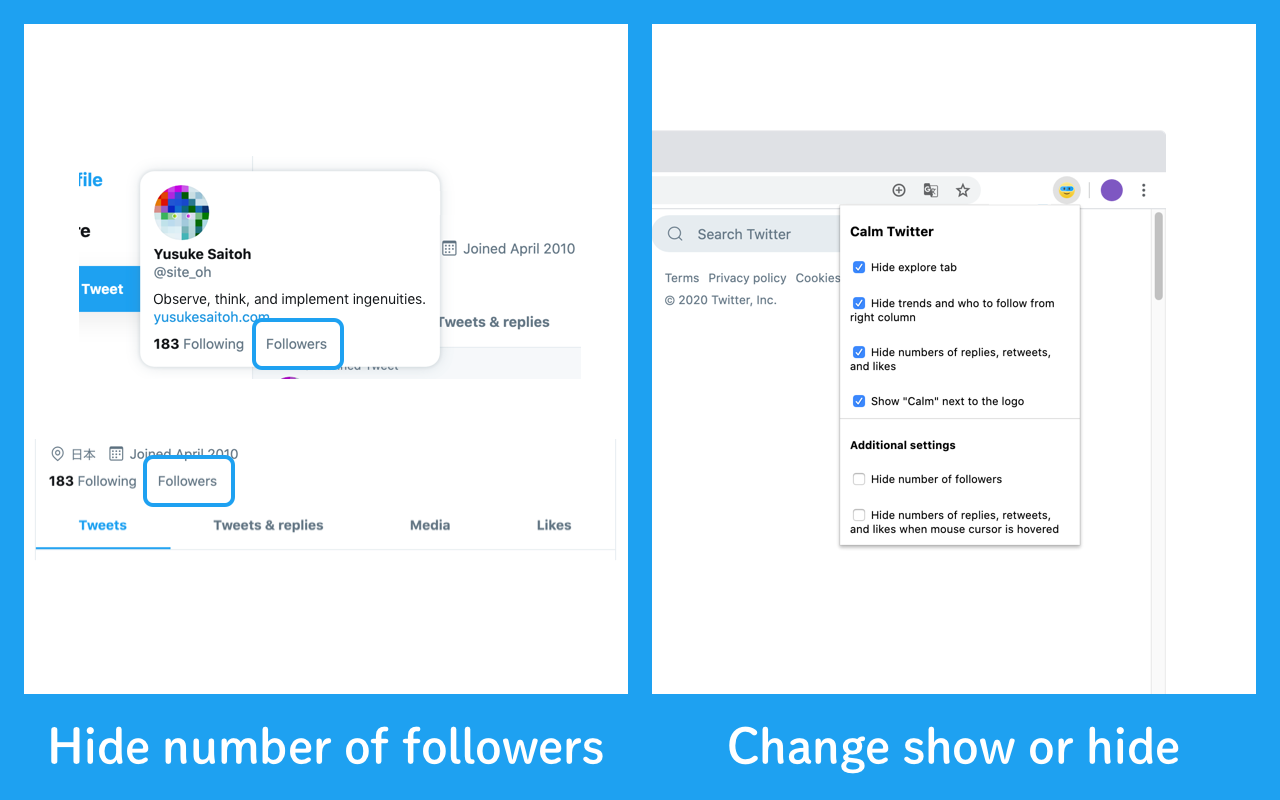 file
re
Tweet
Yusuke Saitoh
@site_oh
Observe, think, and implement ingenuities.
yusukesaitoh.com
183 Following Followers
Joined April 2010
Tweets & replies
ned Tweet
日本 Joined April 2010
183 Following Followers
Tweets Tweets & replies Media Likes
Hide number of followers
Search Twitter
Terms Privacy policy Cookies
© 2020 Twitter, Inc.
Calm Twitter
Hide explore tab
Hide trends and who to follow from
right column
Hide numbers of replies, retweets,
and likes
Show "Calm" next to the logo
Additional settings
Hide number of followers
Hide numbers of replies, retweets,
and likes when mouse cursor is hovered
Change show or hide